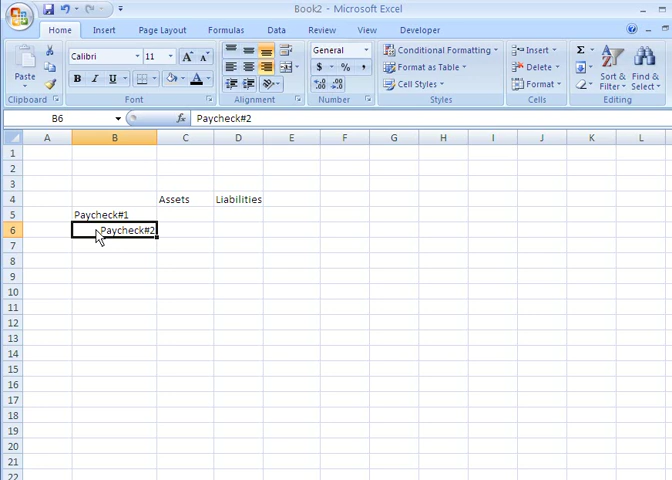 Book2 - Microsoft Excel
Home Insert Page Layout Formulas Data Review View Developer
Paste
Calibri 11
B I U
General
$ % ,
Conditional Formatting
Format as Table
Cell Styles
Insert
Delete
Format
Σ
Sort & Filter
Find & Select
Clipboard Font Alignment Number Styles Cells Editing
B6 fx Paycheck#2
A B C D E F G H I J K L
1
2
3
4 Assets Liabilities
5 Paycheck#1
6 Paycheck#2
7
8
9
10
11
12
13
14
15
16
17
18
19
20
21
22